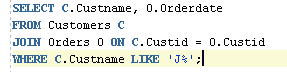 SELECT C.Custname, O.Orderdate
FROM Customers C
JOIN Orders O ON C.Custid = O.Custid
WHERE C.Custname LIKE 'J%';